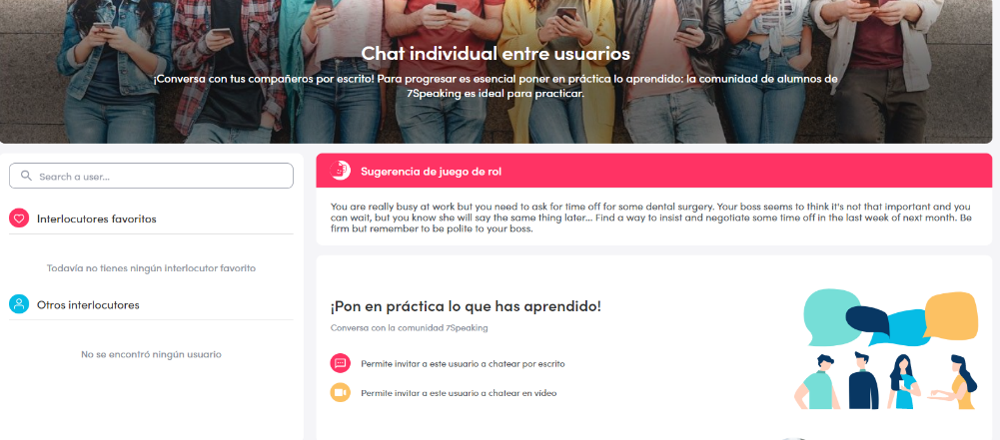 Chat individual entre usuarios
¡Conversa con tus compañeros por escrito! Para progresar es esencial poner en práctica lo aprendido: la comunidad de alumnos de
7Speaking es ideal para practicar.
Search a user...
Interlocutores favoritos
Todavía no tienes ningún interlocutor favorito
Otros interlocutores
No se encontró ningún usuario
Sugerencia de juego de rol
You are really busy at work but you need to ask for time off for some dental surgery. Your boss seems to think it's not that important and you
can wait, but you know she will say the same thing later... Find a way to insist and negotiate some time off in the last week of next month. Be
firm but remember to be polite to your boss.
¡Pon en práctica lo que has aprendido!
Conversa con la comunidad 7Speaking
Permite invitar a este usuario a chatear por escrito
Permite invitar a este usuario a chatear en vídeo